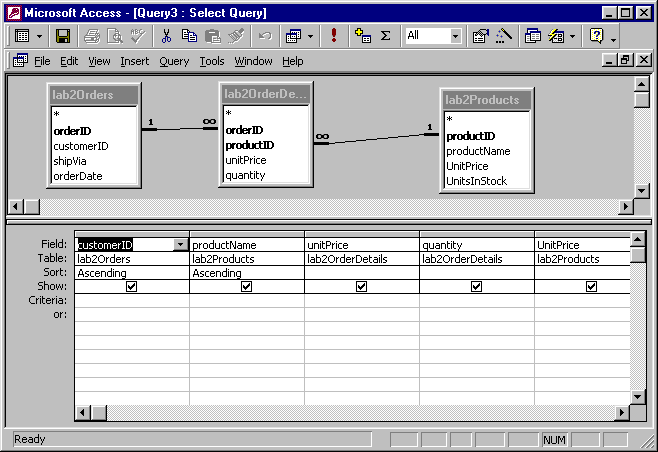 Microsoft Access - [Query3 : Select Query]
All
File Edit View Insert Query Tools Window Help
lab2Orders
*
orderID
customerID
shipVia
orderDate
1 ∞
lab2OrderDe...
*
orderID
productID
unitPrice
quantity
∞ 1
lab2Products
*
productID
productName
UnitPrice
UnitsInStock
Field: customerID productName unitPrice quantity UnitPrice
Table: lab2Orders lab2Products lab2OrderDetails lab2OrderDetails lab2Products
Sort: Ascending Ascending
Show:
Criteria:
or:
Ready NUM